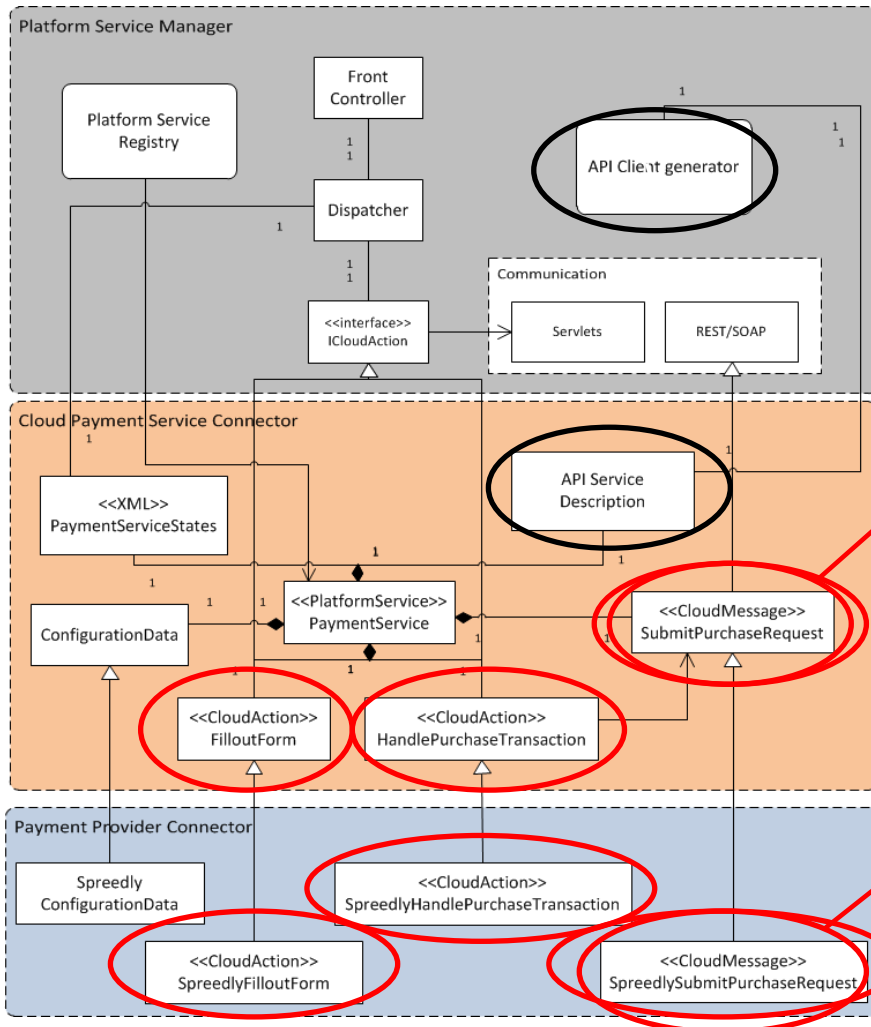 Platform Service Manager
Front
Controller
Platform Service
Registry
1
1
1
API Client generator
1
1
1
Dispatcher
1
1
1
Communication
<<interface>>
ICloudAction
Servlets
REST/SOAP
Cloud Payment Service Connector
1
1
API Service
Description
<<XML>>
PaymentServiceStates
1
1
1
1
1
<<PlatformService>>
PaymentService
<<CloudMessage>>
SubmitPurchaseRequest
ConfigurationData
1
1
1
1
1
<<CloudAction>>
FilloutForm
<<CloudAction>>
HandlePurchaseTransaction
Payment Provider Connector
Spreedly
ConfigurationData
<<CloudAction>>
SpreedlyHandlePurchaseTransaction
<<CloudAction>>
SpreedlyFilloutForm
<<CloudMessage>>
SpreedlySubmitPurchaseRequest